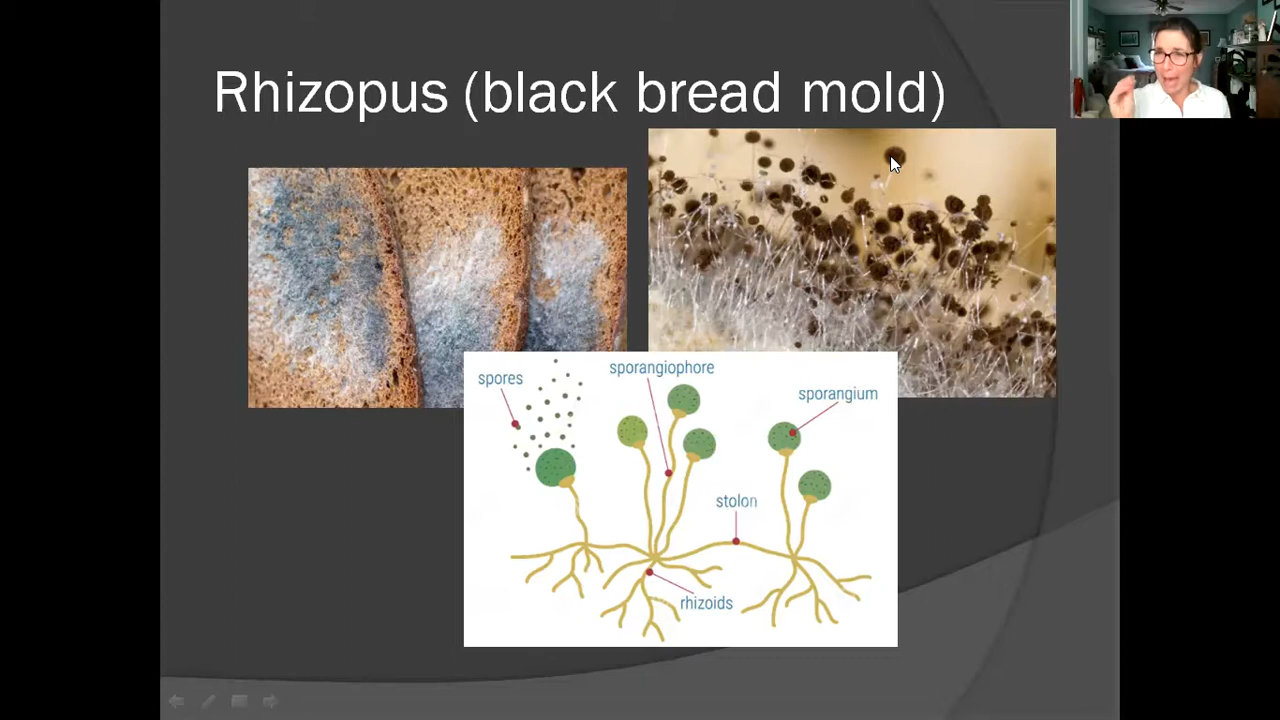 Rhizopus (black bread mold)
spores
sporangiophore
sporangium
stolon
rhizoids